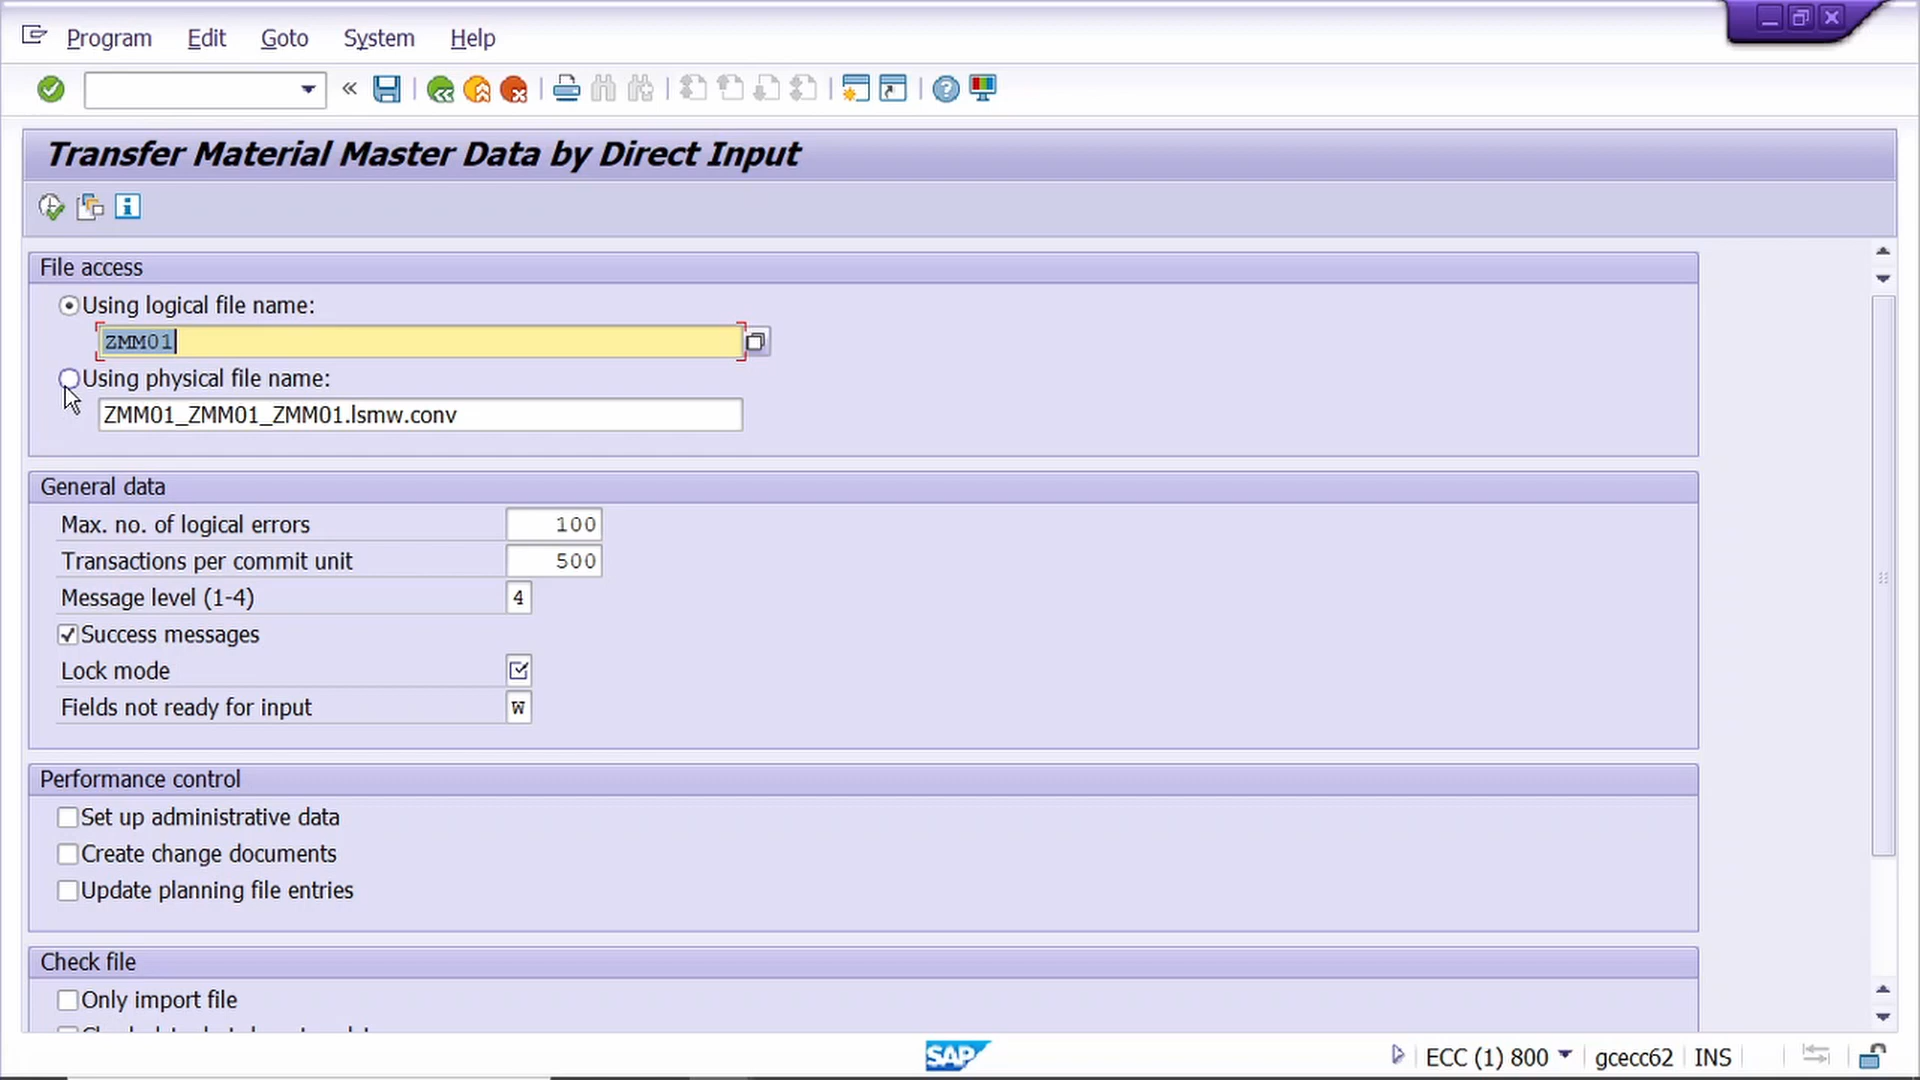 Program Edit Goto System Help
Transfer Material Master Data by Direct Input
File access
Using logical file name:
ZMM01
Using physical file name:
ZMM01_ZMM01_ZMM01.lsmw.conv
General data
Max. no. of logical errors 100
Transactions per commit unit 500
Message level (1-4) 4
Success messages
Lock mode
Fields not ready for input W
Performance control
Set up administrative data
Create change documents
Update planning file entries
Check file
Only import file
SAP ECC (1) 800 gcecc62 INS